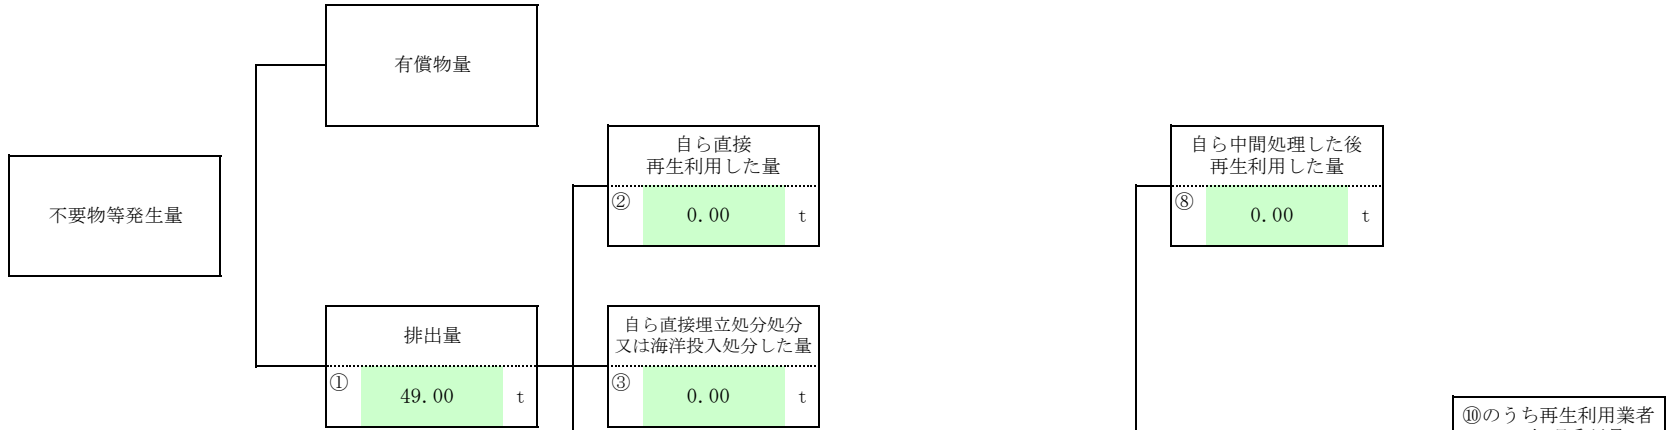 有償物量
自ら直接
再生利用した量
② 0.00 t
自ら中間処理した後
再生利用した量
⑧ 0.00 t
不要物等発生量
排出量
① 49.00 t
自ら直接埋立処分処分
又は海洋投入処分した量
③ 0.00 t
⑩のうち再生利用業者